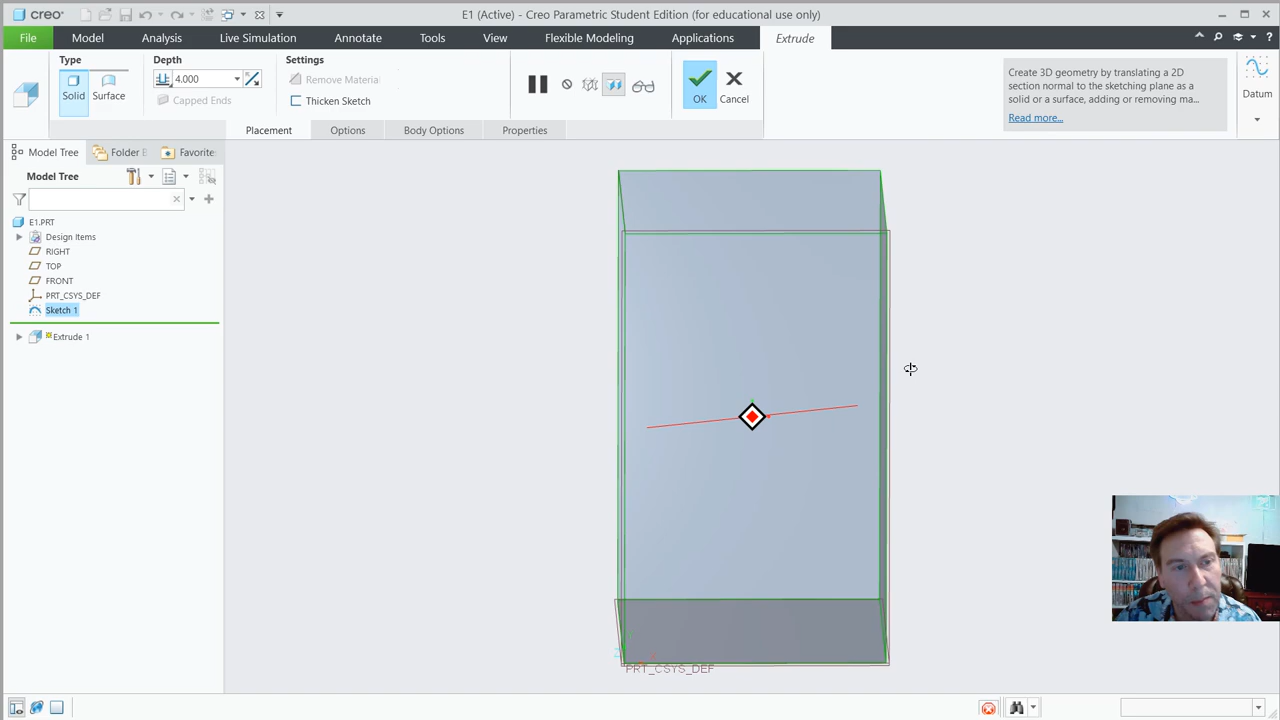 creo
E1 (Active) - Creo Parametric Student Edition (for educational use only)
File
Model
Analysis
Live Simulation
Annotate
Tools
View
Flexible Modeling
Applications
Extrude
Type
Depth
Settings
Solid
Surface
4.000
Capped Ends
Remove Materia
Thicken Sketch
OK
Cancel
Create 3D geometry by translating a 2D
section normal to the sketching plane as a
solid or a surface, adding or removing ma...
Read more...
Datum
Placement
Options
Body Options
Properties
Model Tree
Folder B
Favorite
Model Tree
E1.PRT
Design Items
RIGHT
TOP
FRONT
PRT_CSYS_DEF
Sketch 1
Extrude 1
PRT_CSYS_DEF